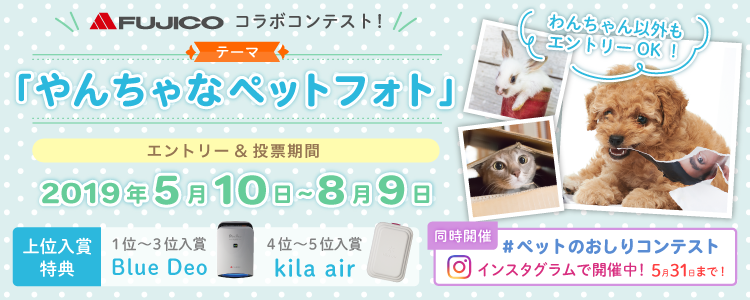 FUJICO コラボコンテスト!
テーマ
「やんちゃなペットフォト」
エントリー&投票期間
2019年5月10日~8月9日
わんちゃん以外も
エントリーOK!
上位入賞
特典
1位~3位入賞
Blue Deo
4位~5位入賞
kila air
同時開催
#ペットのおしりコンテスト
インスタグラムで開催中! 5月31日まで!